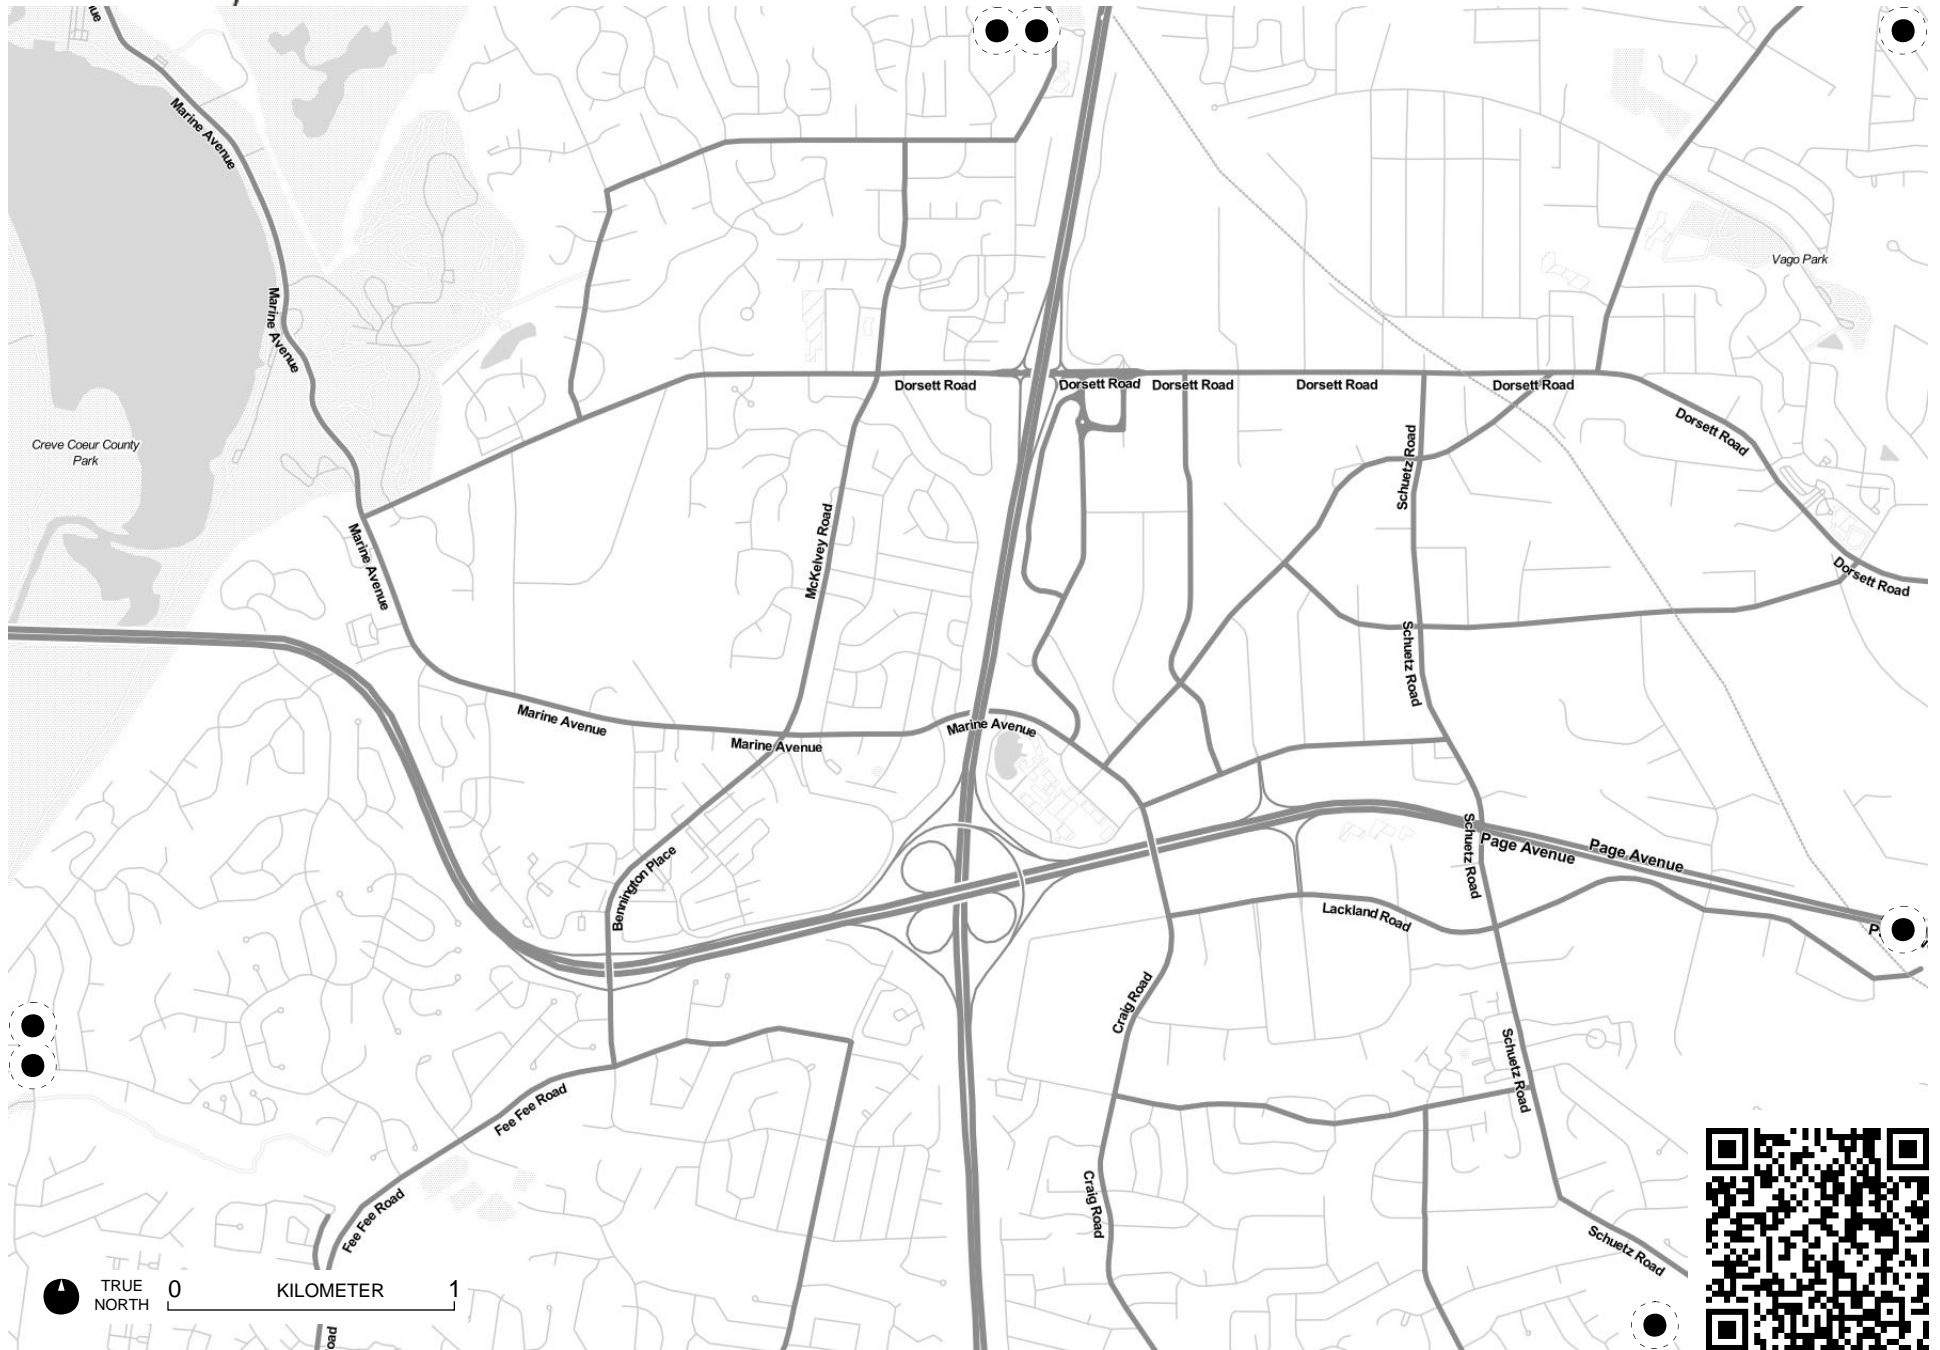 Marine Avenue
Vago Park
Marine Avenue
Dorsett Road
Dorsett Road
Dorsett Road
Dorsett Road
Dorsett Road
Dorsett Road
Creve Coeur County
Park
Schuetz Road
McKelvey Road
Marine Avenue
Dorsett Road
Schuetz Road
Marine Avenue
Marine Avenue
Marine Avenue
Schuetz Road
Page Avenue
Page Avenue
Bennington Place
Lackland Road
Craig Road
Schuetz Road
Fee Fee Road
Craig Road
Fee Fee Road
Schuetz Road
TRUE
NORTH
0 KILOMETER 1